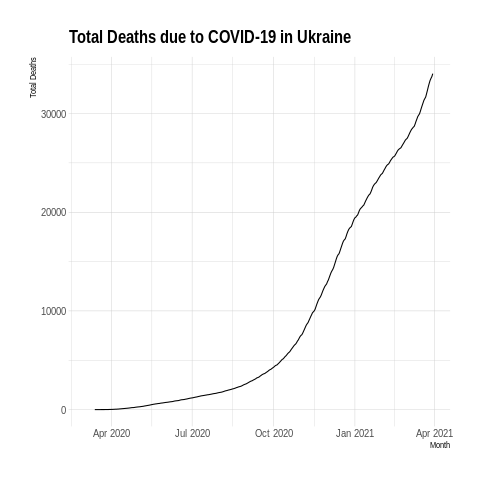 Total Deaths due to COVID-19 in Ukraine
Total Deaths
30000
20000
10000
0
Apr 2020 Jul 2020 Oct 2020 Jan 2021 Apr 2021
Month